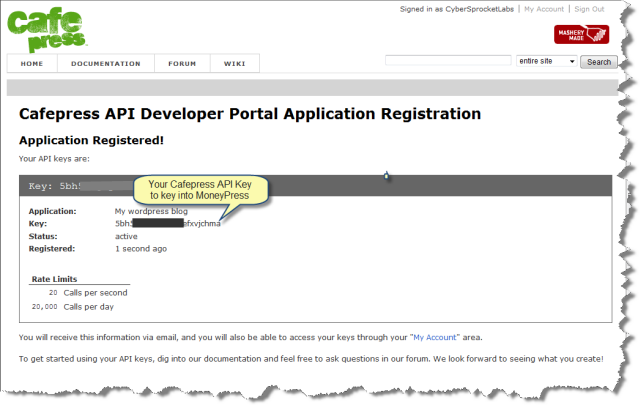 Signed in as CyberSprocketLabs | My Account | Sign Out
Cafe
press
MASHERY
MADE
HOME DOCUMENTATION FORUM WIKI
entire site Search
Cafepress API Developer Portal Application Registration
Application Registered!
Your API keys are:
Key: 5bh5
Your Cafepress API Key
to key into MoneyPress
Application: My wordpress blog
Key: 5bh5 efxvjchma
Status: active
Registered: 1 second ago
Rate Limits
20 Calls per second
20,000 Calls per day
You will receive this information via email, and you will also be able to access your keys through your "My Account" area.
To get started using your API keys, dig into our documentation and feel free to ask questions in our forum. We look forward to seeing what you create!